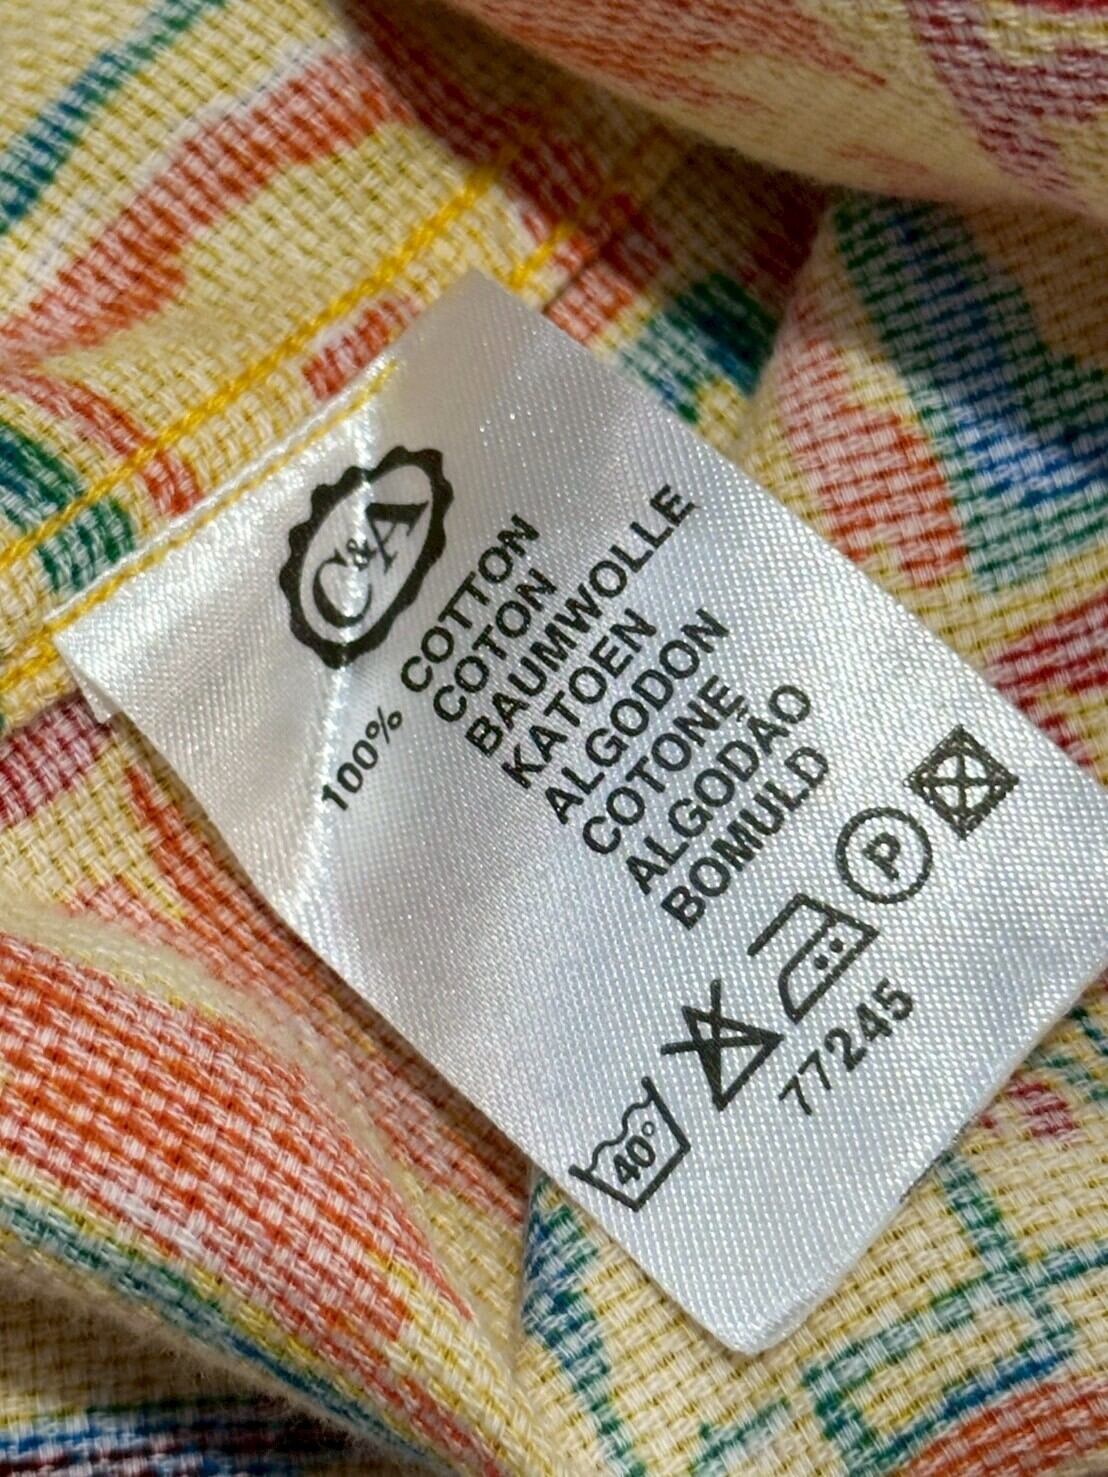 C&A
100% COTTON
COTON
BAUMWOLLE
KATOEN
ALGODON
COTONE
ALGODÃO
BOMULD
40°
P
77245